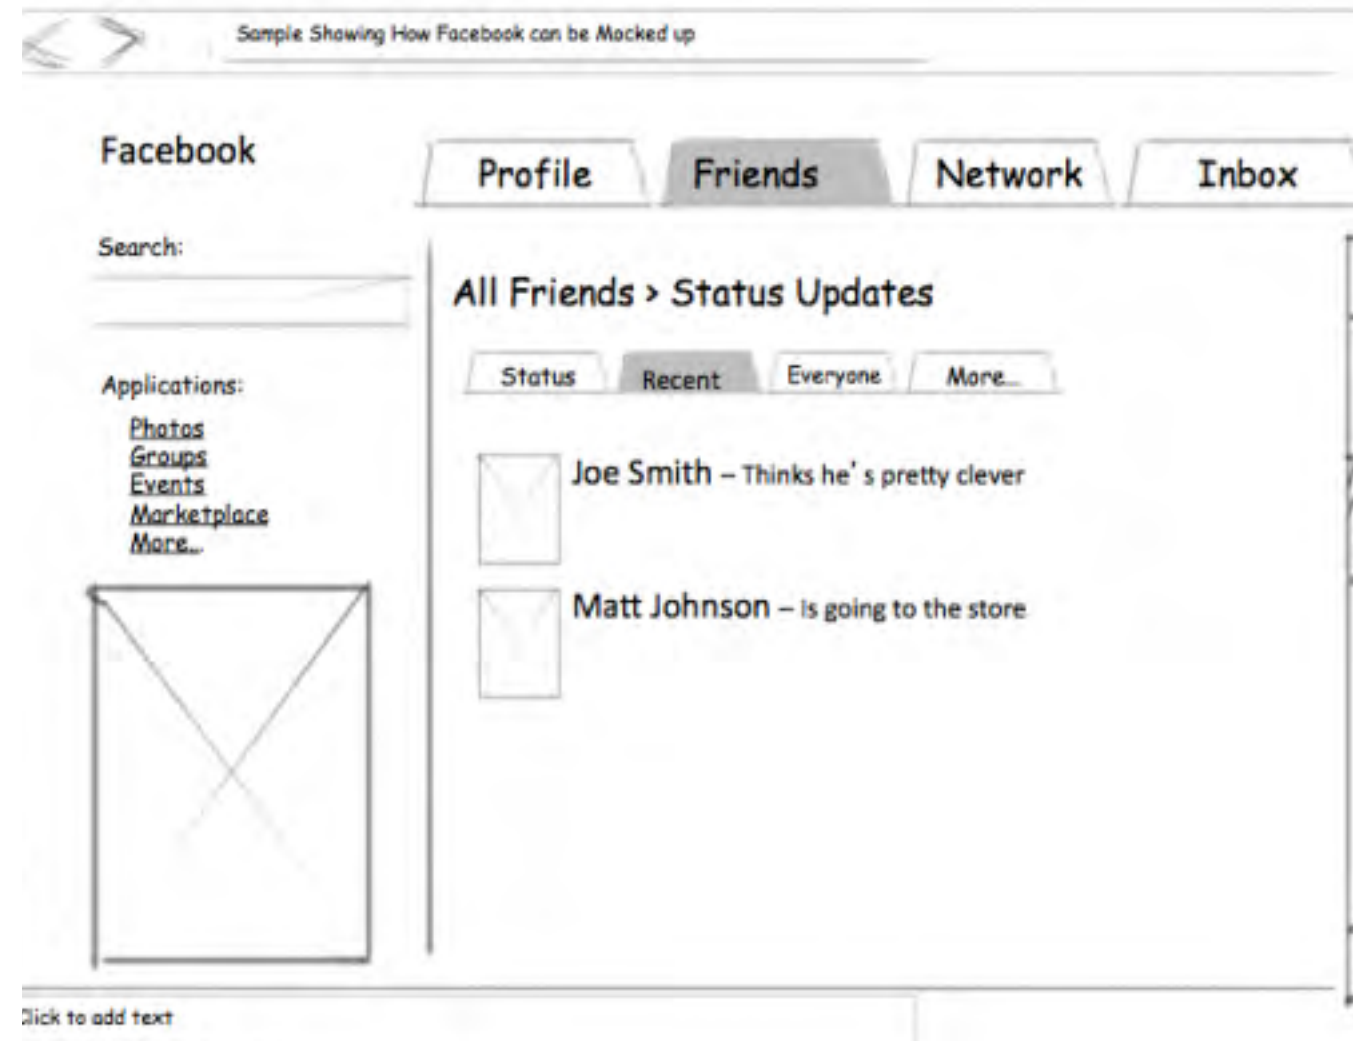 Sample Showing How Facebook can be Mocked up
Facebook
Profile Friends Network Inbox
Search:
All Friends > Status Updates
Status Recent Everyone More...
Applications:
Photos
Groups
Events
Marketplace
More...
Joe Smith – Thinks he's pretty clever
Matt Johnson – Is going to the store
Click to add text